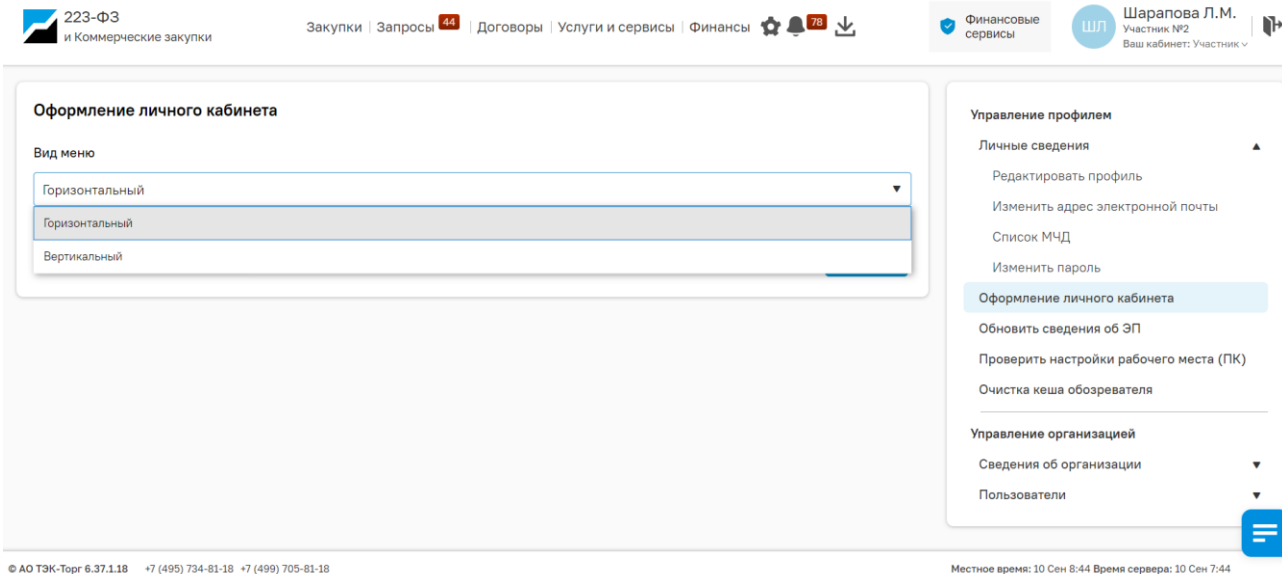 223-ФЗ
и Коммерческие закупки
Закупки | Запросы 44 | Договоры | Услуги и сервисы | Финансы 78
Финансовые
сервисы
ШЛ
Шарапова Л.М.
Участник №2
Ваш кабинет: Участник
Оформление личного кабинета
Вид меню
Горизонтальный
Горизонтальный
Вертикальный
Управление профилем
Личные сведения
Редактировать профиль
Изменить адрес электронной почты
Список МЧД
Изменить пароль
Оформление личного кабинета
Обновить сведения об ЭП
Проверить настройки рабочего места (ПК)
Очистка кеша обозревателя
Управление организацией
Сведения об организации
Пользователи
© АО ТЭК-Торг 6.37.1.18 +7 (495) 734-81-18 +7 (499) 705-81-18
Местное время: 10 Сен 8:44 Время сервера: 10 Сен 7:44